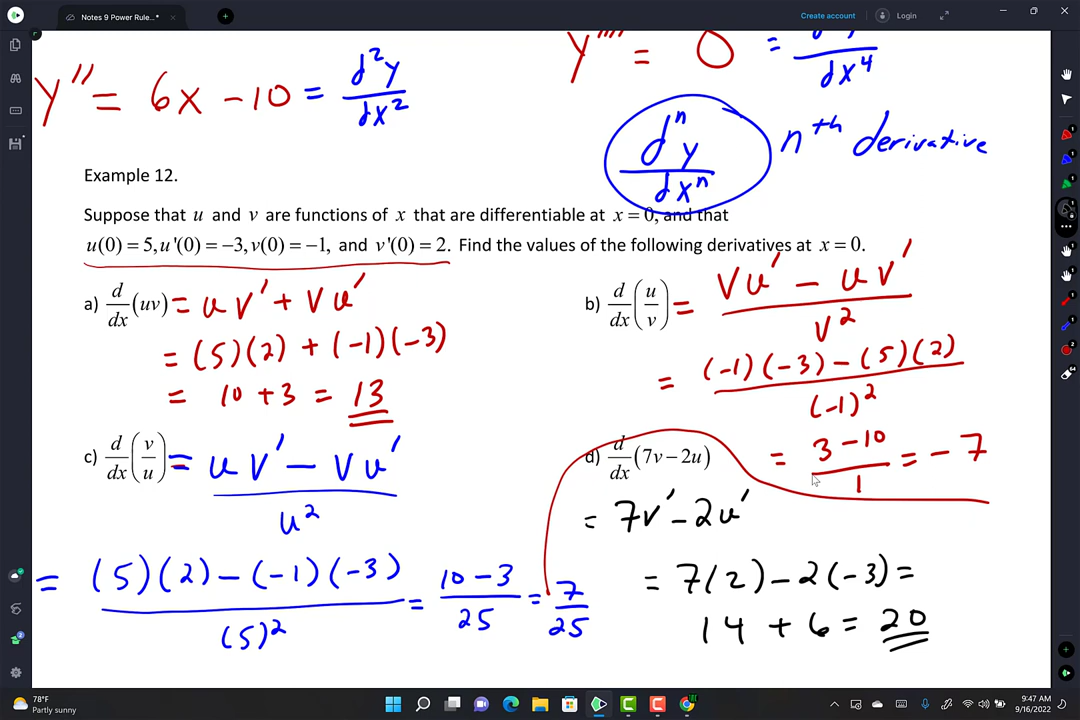 Notes 9 Power Rule...*
Create account
Login
y'' = 6x - 10 = d²y/dx²
y'''' = 0 = d⁴y/dx⁴
dⁿy/dxⁿ nᵗʰ derivative
Example 12.
Suppose that u and v are functions of x that are differentiable at x = 0, and that
u(0) = 5, u'(0) = −3, v(0) = −1, and v'(0) = 2. Find the values of the following derivatives at x = 0.
a) d/dx (uv) = uv' + vu'
= (5)(2) + (-1)(-3)
= 10 + 3 = 13
b) d/dx (u/v) = (vu' - uv')/v²
= ((-1)(-3) - (5)(2))/(-1)²
= (3 - 10)/1 = -7
c) d/dx (v/u) = (uv' - vu')/u²
= ((5)(2) - (-1)(-3))/(5)² = (10 - 3)/25 = 7/25
d) d/dx (7v − 2u)
= 7v' - 2u'
= 7(2) - 2(-3) =
14 + 6 = 20
78°F
Partly sunny
9:47 AM
9/16/2022